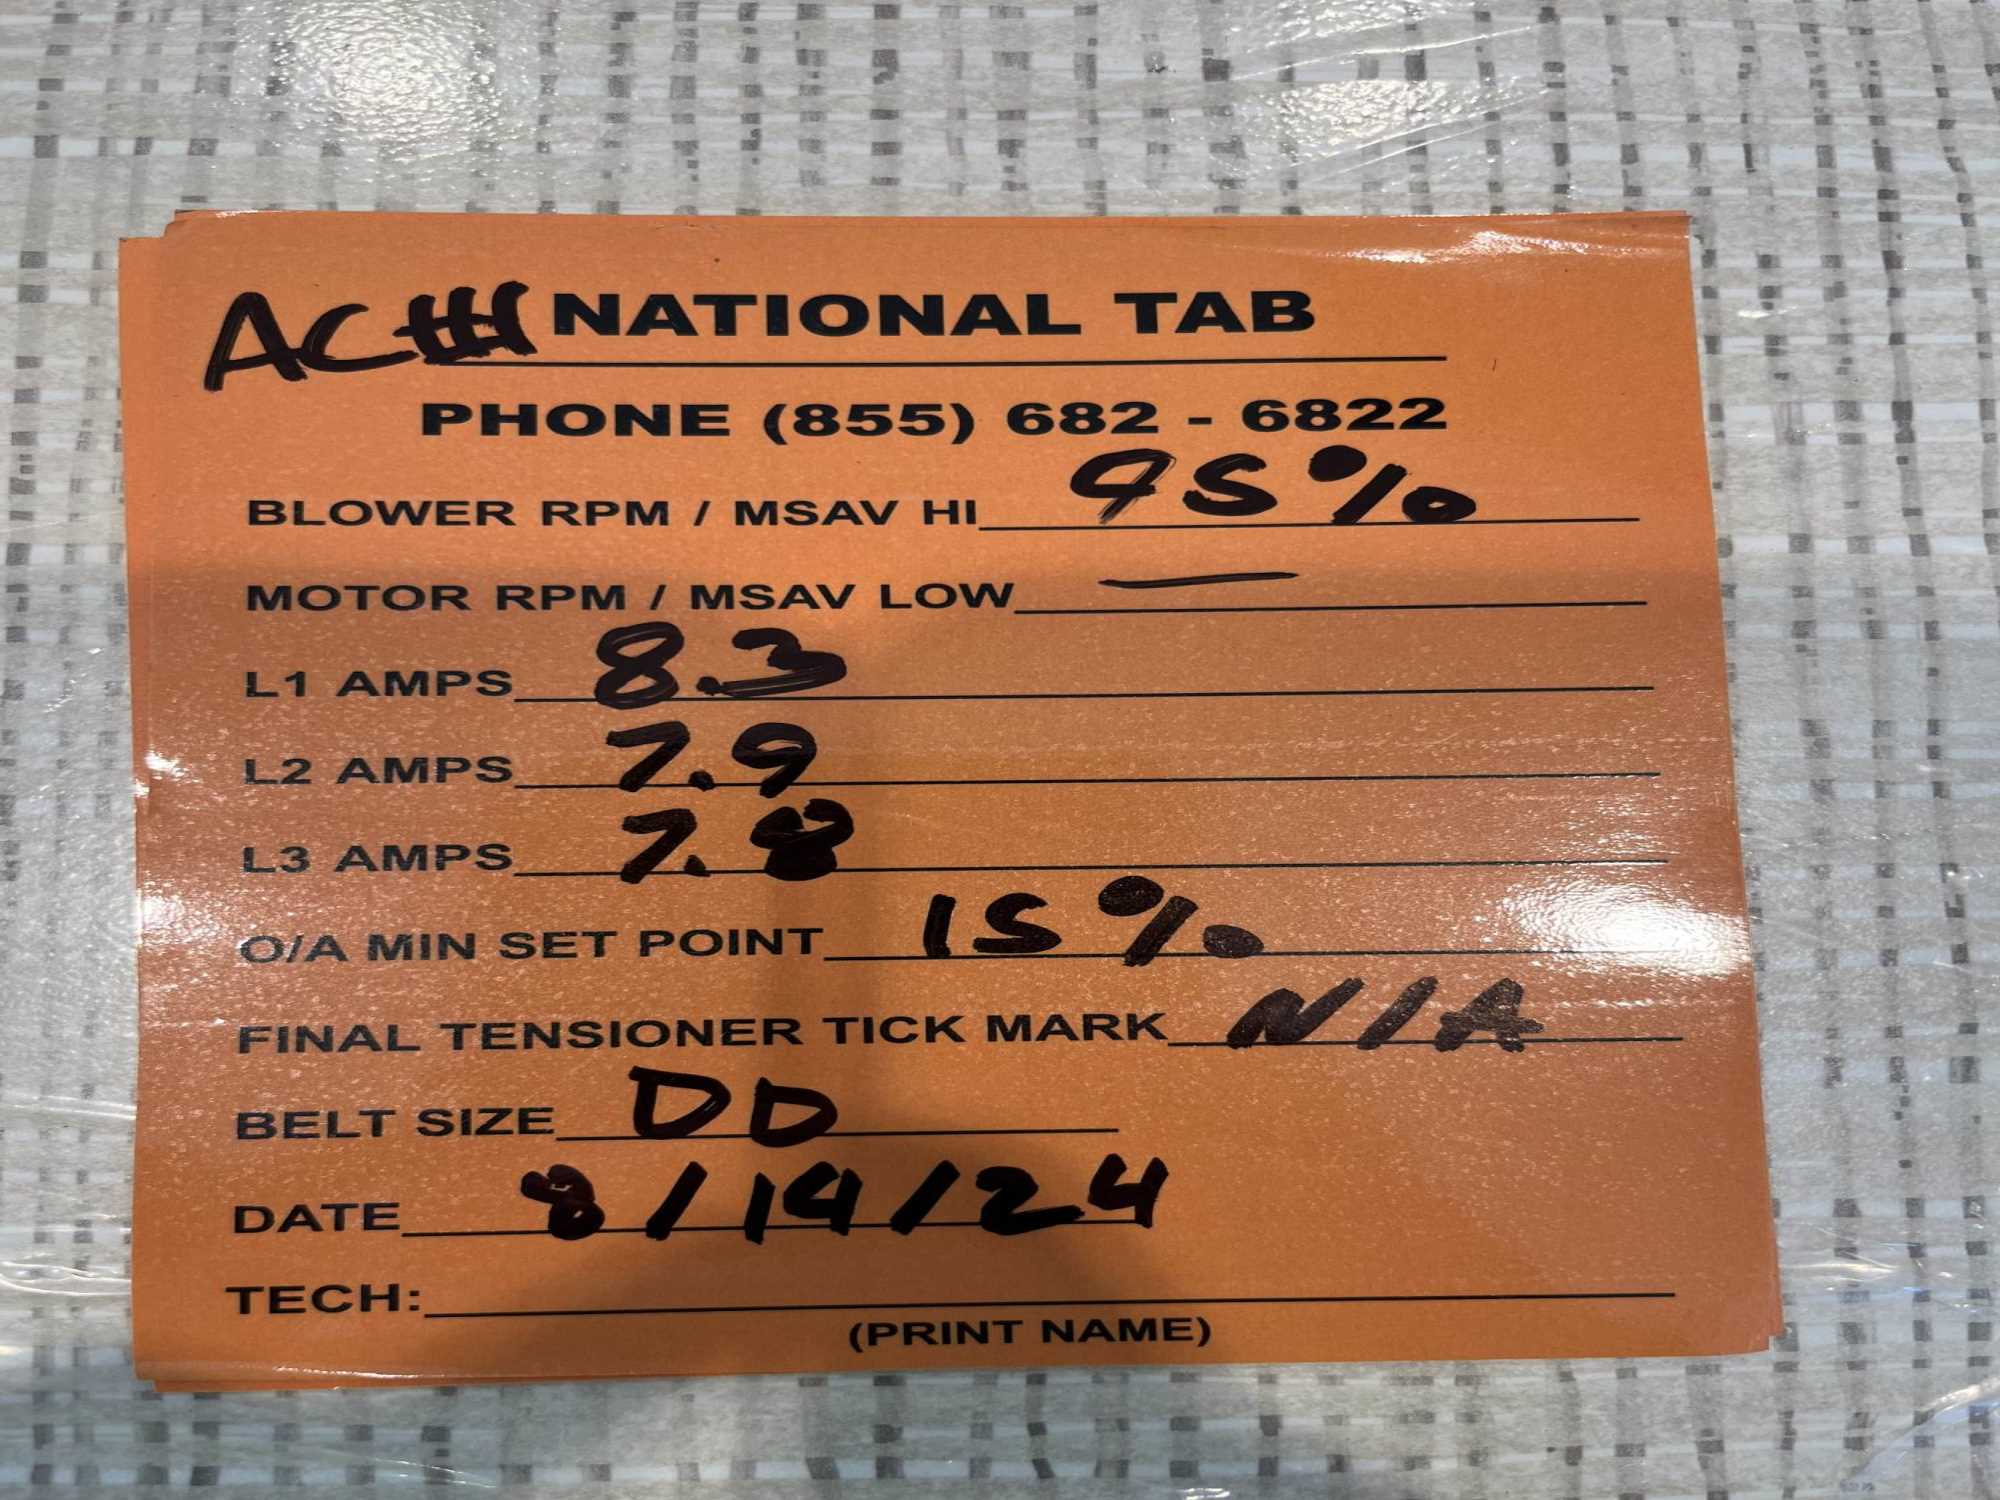 AC NATIONAL TAB
PHONE (855) 682 - 6822
BLOWER RPM / MSAV HI 95%
MOTOR RPM / MSAV LOW —
L1 AMPS 8.3
L2 AMPS 7.9
L3 AMPS 7.8
O/A MIN SET POINT 15%
FINAL TENSIONER TICK MARK N/A
BELT SIZE DD
DATE 8/14/24
TECH:
(PRINT NAME)